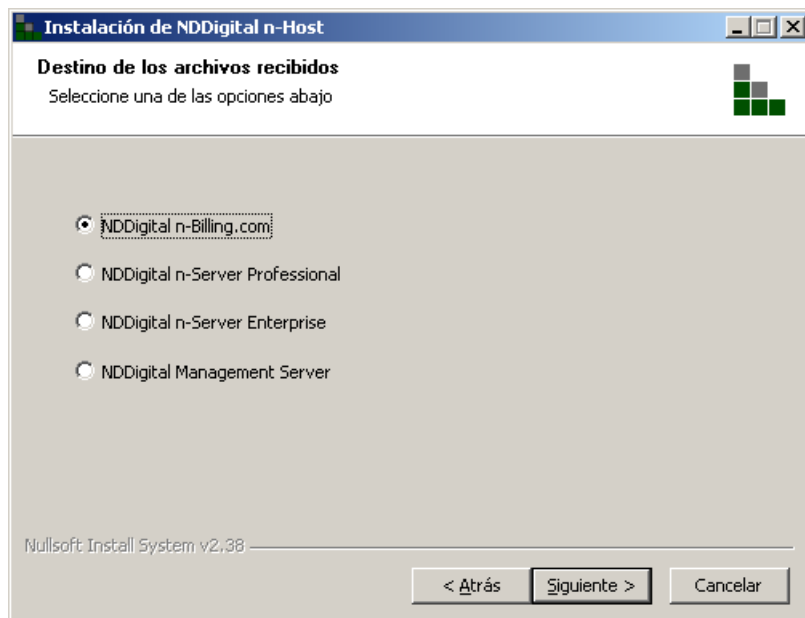 Instalación de NDDigital n-Host
Destino de los archivos recibidos
Seleccione una de las opciones abajo
NDDigital n-Billing.com
NDDigital n-Server Professional
NDDigital n-Server Enterprise
NDDigital Management Server
Nullsoft Install System v2.38
< Atrás
Siguiente >
Cancelar